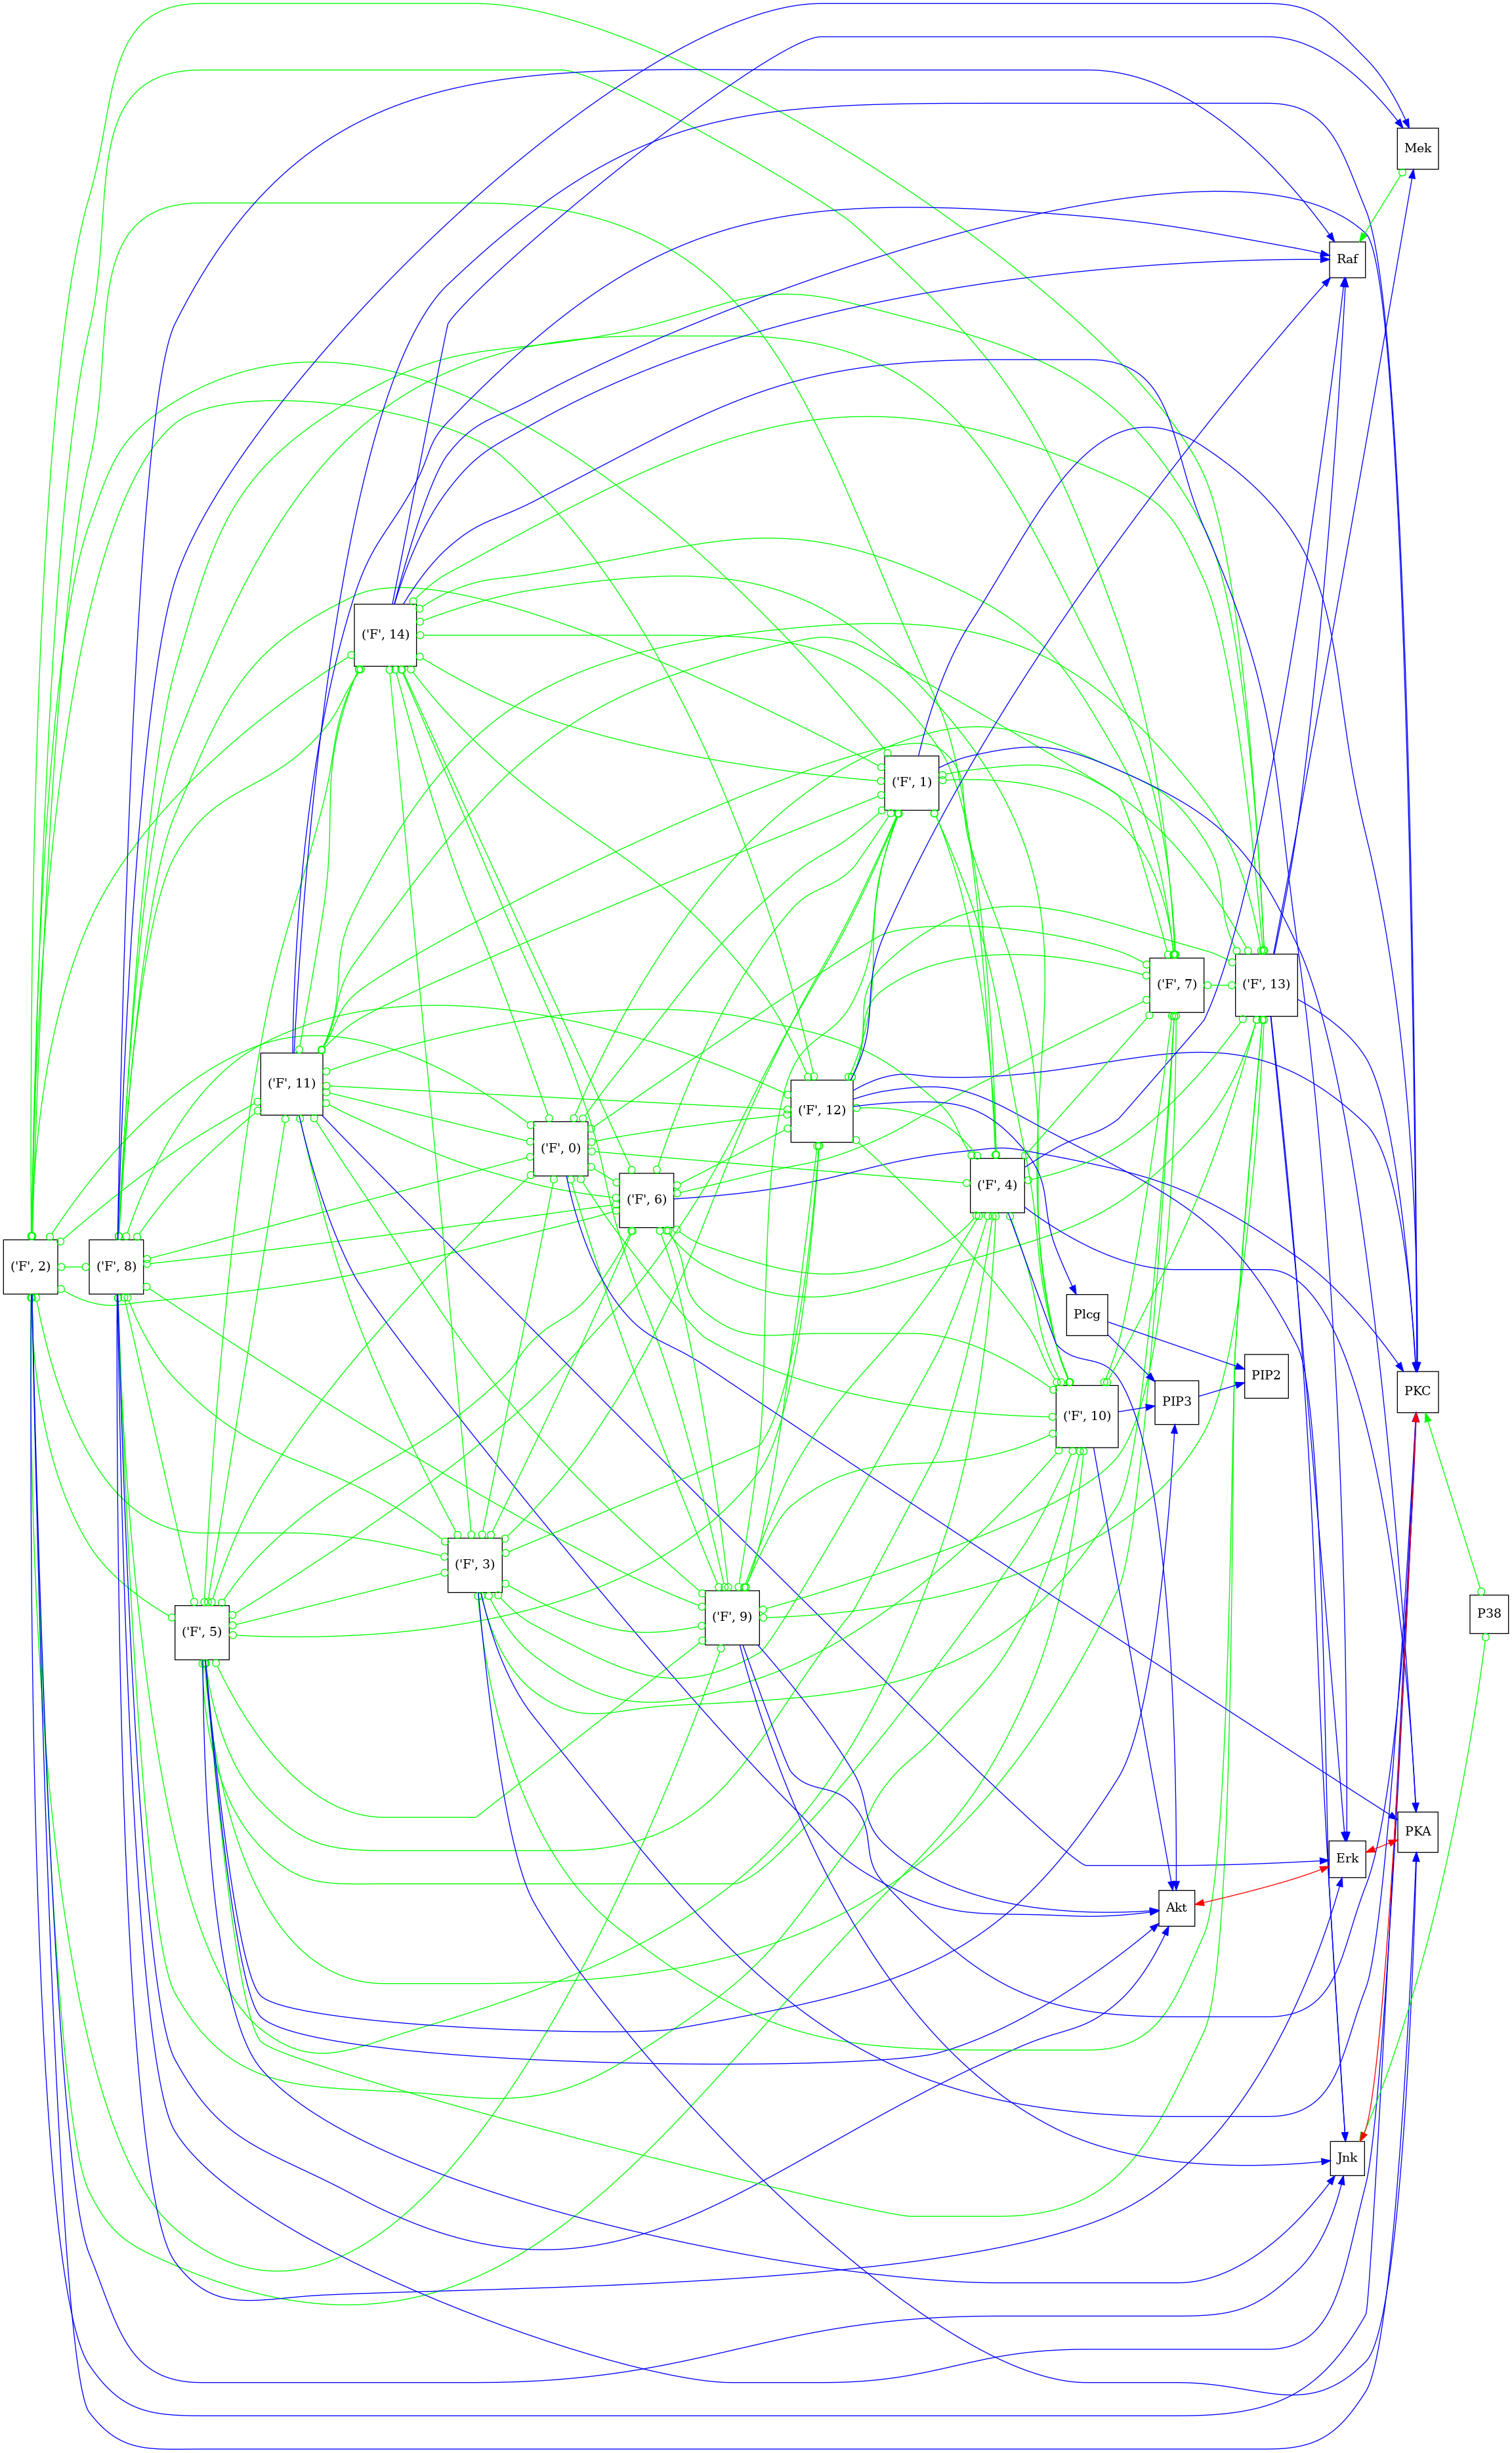 Mek
Raf
('F', 14)
('F', 1)
('F', 7)
('F', 13)
('F', 11)
('F', 12)
('F', 0)
('F', 4)
('F', 6)
('F', 2)
('F', 8)
Plcg
PIP2
PKC
PIP3
('F', 10)
('F', 3)
P38
('F', 9)
('F', 5)
PKA
Erk
Akt
Jnk